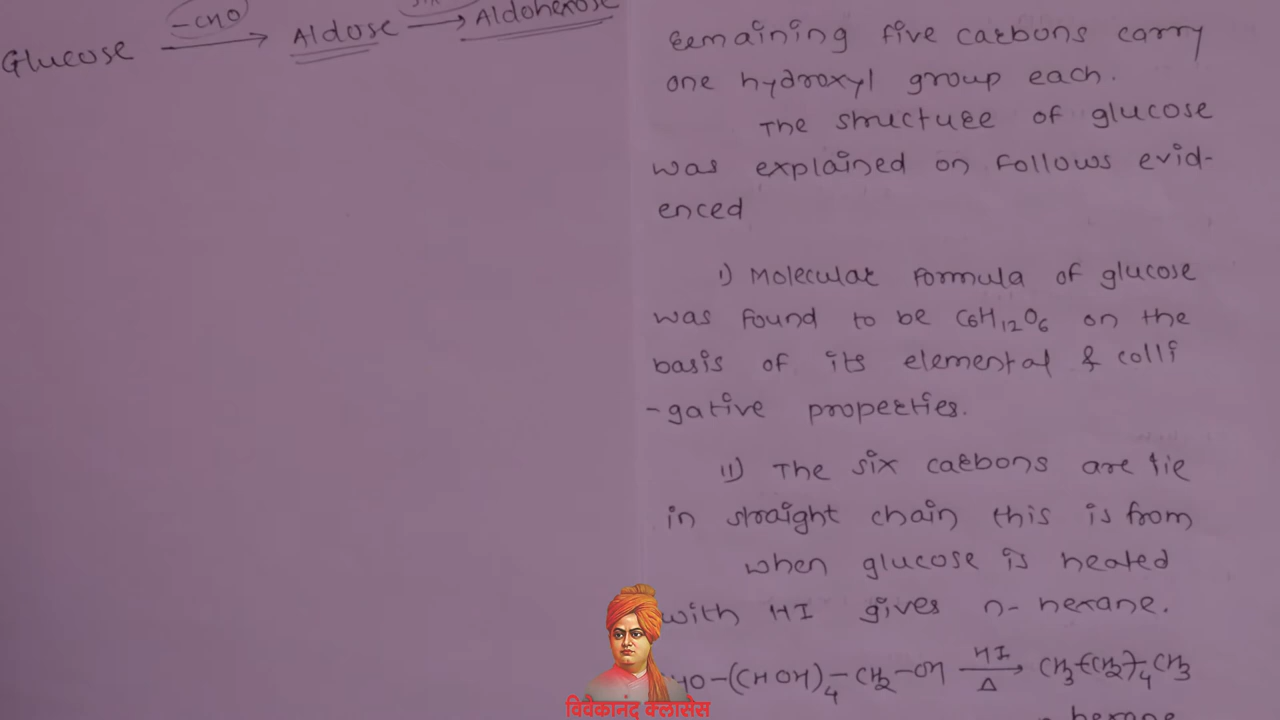 Glucose —CHO→ Aldose → Aldohexose
remaining five carbons carry
one hydroxyl group each.
The structure of glucose
was explained on follows evid-
enced
i) Molecular formula of glucose
was found to be C6H12O6 on the
basis of its elemental & colli
-gative properties.
ii) The six carbons are lie
in straight chain this is from
when glucose is heated
with HI gives n- hexane.
HO-(CHOH)4-CH2-OH HI→Δ CH3-(CH2)4-CH3
hexane
विवेकानंद क्लासेस